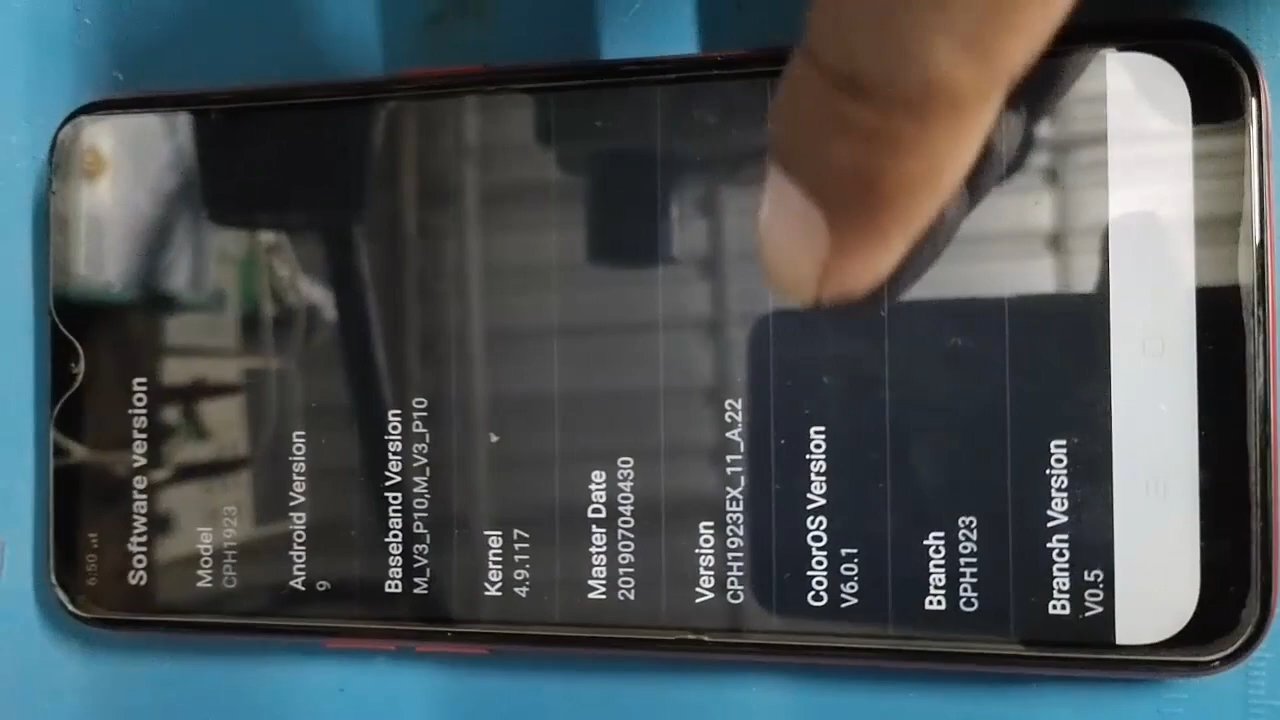 6:50
Software version
Model
CPH1923
Android Version
9
Baseband Version
M_V3_P10,M_V3_P10
Kernel
4.9.117
Master Date
201907040430
Version
CPH1923EX_11_A.22
ColorOS Version
V6.0.1
Branch
CPH1923
Branch Version
V0.5